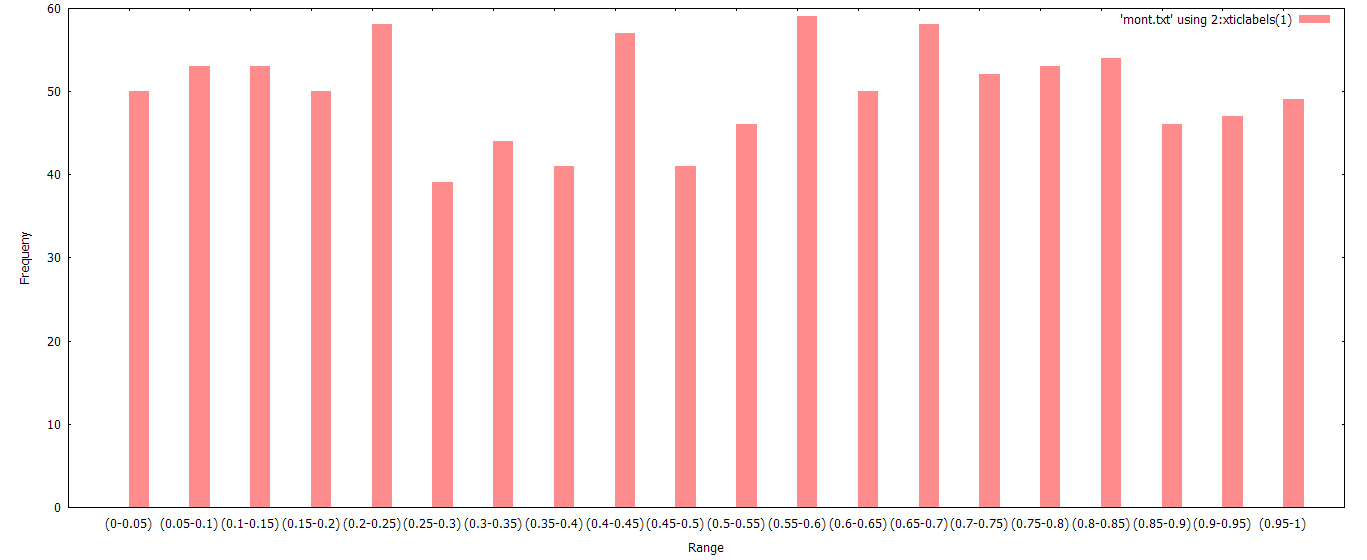 'mont.txt' using 2:xticlabels(1)
60
50
40
30
20
10
0
Frequeny
(0-0.05) (0.05-0.1) (0.1-0.15) (0.15-0.2) (0.2-0.25) (0.25-0.3) (0.3-0.35) (0.35-0.4) (0.4-0.45) (0.45-0.5) (0.5-0.55) (0.55-0.6) (0.6-0.65) (0.65-0.7) (0.7-0.75) (0.75-0.8) (0.8-0.85) (0.85-0.9) (0.9-0.95) (0.95-1)
Range